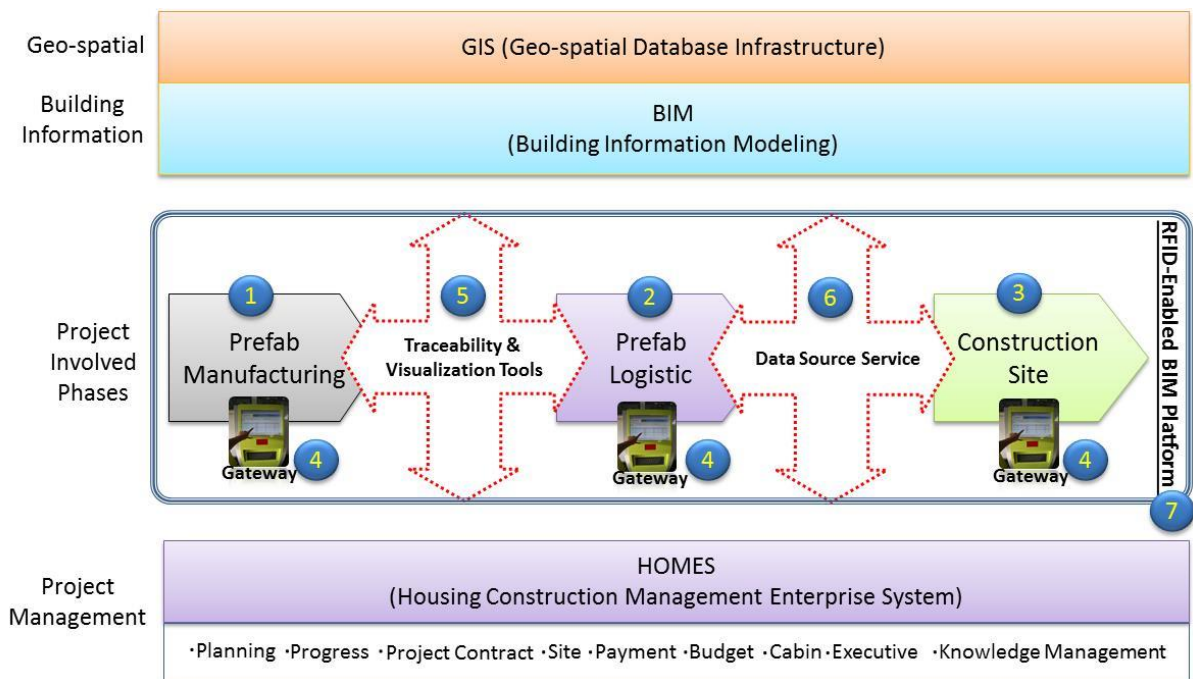 Geo-spatial
GIS (Geo-spatial Database Infrastructure)
Building
Information
BIM
(Building Information Modeling)
Project
Involved
Phases
1
Prefab
Manufacturing
Gateway
4
5
Traceability &
Visualization Tools
2
Prefab
Logistic
Gateway
4
6
Data Source Service
3
Construction
Site
Gateway
4
RFID-Enabled BIM Platform
7
Project
Management
HOMES
(Housing Construction Management Enterprise System)
·Planning ·Progress ·Project Contract ·Site ·Payment ·Budget ·Cabin ·Executive ·Knowledge Management